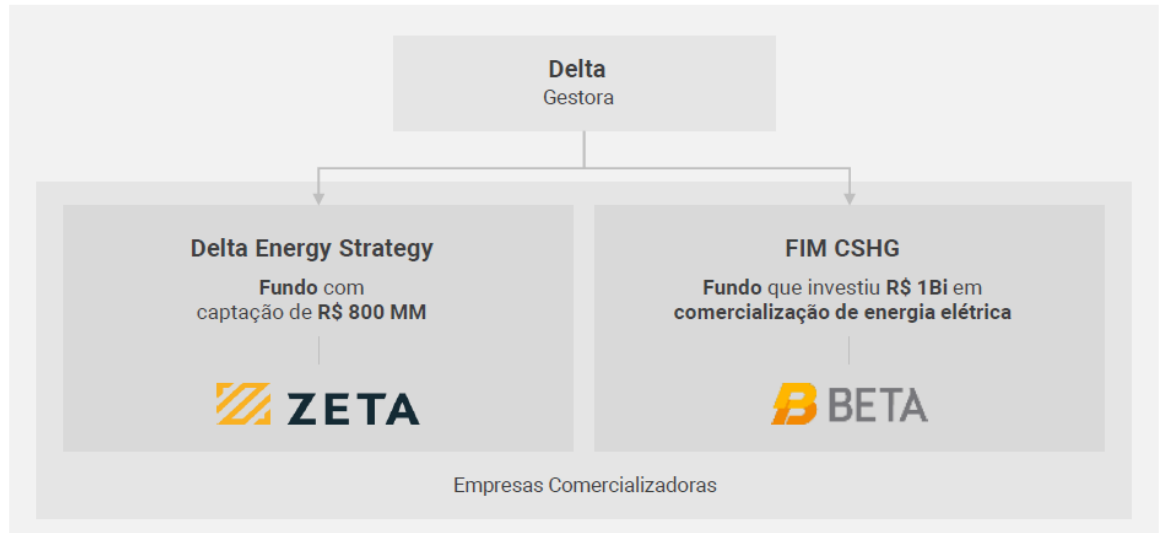 Delta
Gestora
Delta Energy Strategy
Fundo com
captação de R$ 800 MM
ZETA
FIM CSHG
Fundo que investiu R$ 1Bi em
comercialização de energia elétrica
BETA
Empresas Comercializadoras